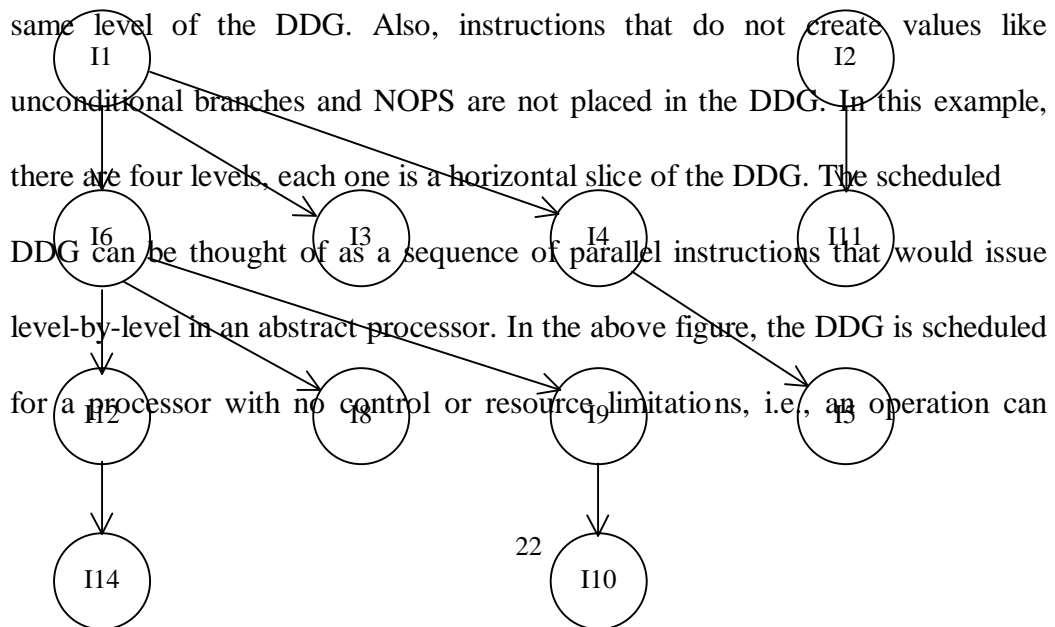 same level of the DDG. Also, instructions that do not create values like
I1 I2
unconditional branches and NOPS are not placed in the DDG. In this example,
there are four levels, each one is a horizontal slice of the DDG. The scheduled
I6 I3 I4 I11
DDG can be thought of as a sequence of parallel instructions that would issue
level-by-level in an abstract processor. In the above figure, the DDG is scheduled
for a processor with no control or resource limitations, i.e., an operation can
I12 I8 I9 I5
22
I14 I10